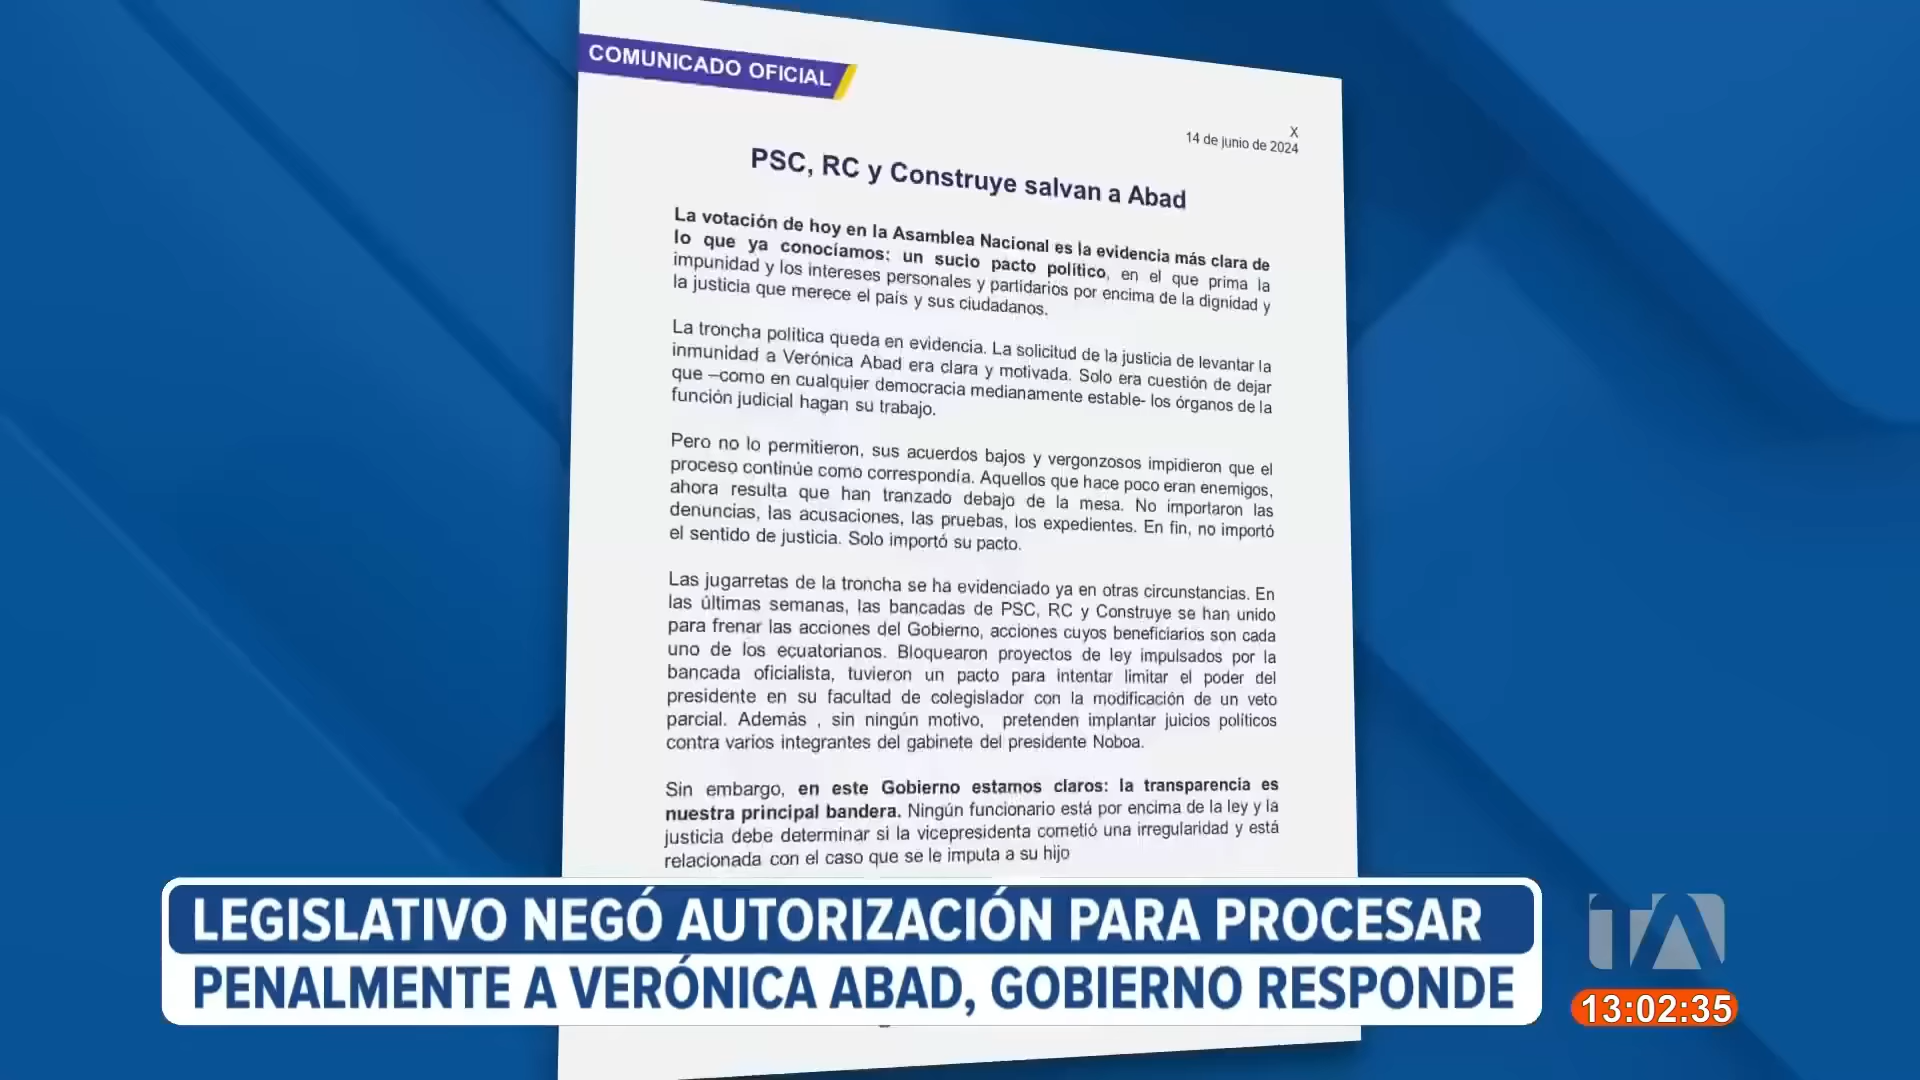 COMUNICADO OFICIAL
X
14 de junio de 2024
PSC, RC y Construye salvan a Abad
La votación de hoy en la Asamblea Nacional es la evidencia más clara de
lo que ya conocíamos: un sucio pacto político, en el que prima la
impunidad y los intereses personales y partidarios por encima de la dignidad y
la justicia que merece el país y sus ciudadanos.
La troncha política queda en evidencia. La solicitud de la justicia de levantar la
inmunidad a Verónica Abad era clara y motivada. Solo era cuestión de dejar
que –como en cualquier democracia medianamente estable- los órganos de la
función judicial hagan su trabajo.
Pero no lo permitieron, sus acuerdos bajos y vergonzosos impidieron que el
proceso continúe como correspondía. Aquellos que hace poco eran enemigos,
ahora resulta que han tranzado debajo de la mesa. No importaron las
denuncias, las acusaciones, las pruebas, los expedientes. En fin, no importó
el sentido de justicia. Solo importó su pacto.
Las jugarretas de la troncha se ha evidenciado ya en otras circunstancias. En
las últimas semanas, las bancadas de PSC, RC y Construye se han unido
para frenar las acciones del Gobierno, acciones cuyos beneficiarios son cada
uno de los ecuatorianos. Bloquearon proyectos de ley impulsados por la
bancada oficialista, tuvieron un pacto para intentar limitar el poder del
presidente en su facultad de colegislador con la modificación de un veto
parcial. Además , sin ningún motivo, pretenden implantar juicios políticos
contra varios integrantes del gabinete del presidente Noboa.
Sin embargo, en este Gobierno estamos claros: la transparencia es
nuestra principal bandera. Ningún funcionario está por encima de la ley y la
justicia debe determinar si la vicepresidenta cometió una irregularidad y está
relacionada con el caso que se le imputa a su hijo
LEGISLATIVO NEGÓ AUTORIZACIÓN PARA PROCESAR
PENALMENTE A VERÓNICA ABAD, GOBIERNO RESPONDE
TA
13:02:35